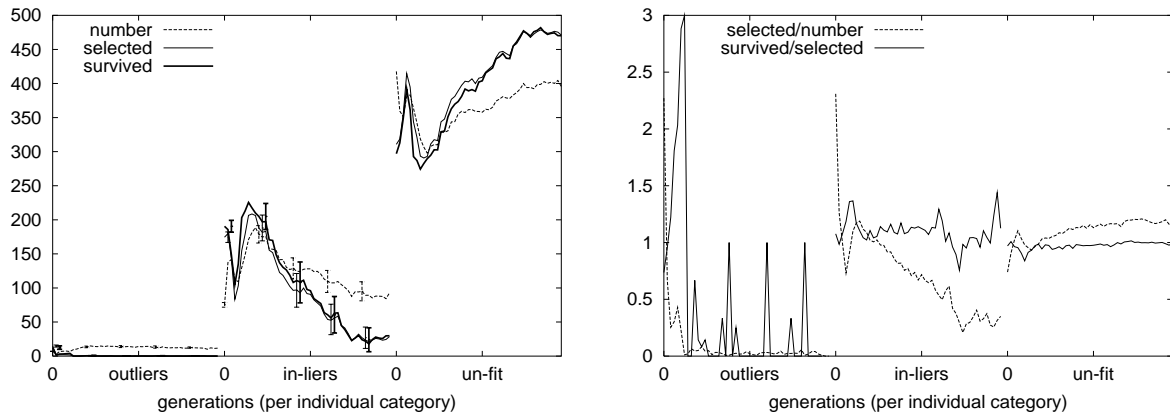 500
450
400
350
300
250
200
150
100
50
0
number
selected
survived
0 outliers 0 in-liers 0 un-fit
generations (per individual category)
3
2.5
2
1.5
1
0.5
0
selected/number
survived/selected
0 outliers 0 in-liers 0 un-fit
generations (per individual category)